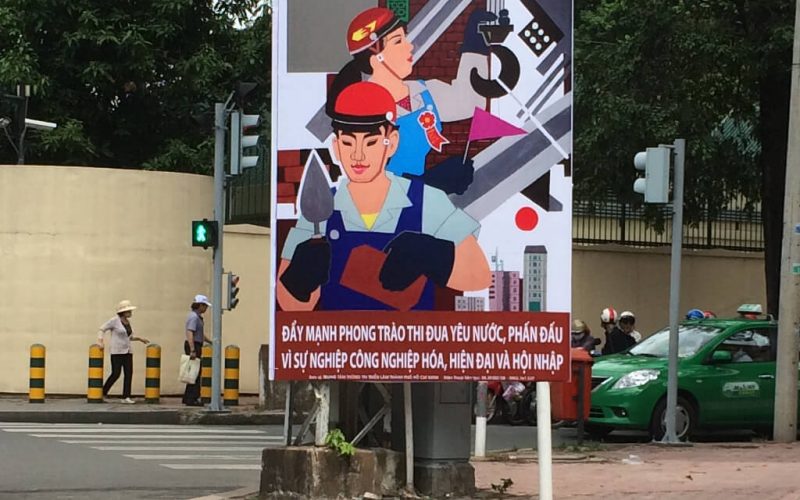 ĐẨY MẠNH PHONG TRÀO THI ĐUA YÊU NƯỚC, PHẤN ĐẤU
VÌ SỰ NGHIỆP CÔNG NGHIỆP HÓA, HIỆN ĐẠI VÀ HỘI NHẬP